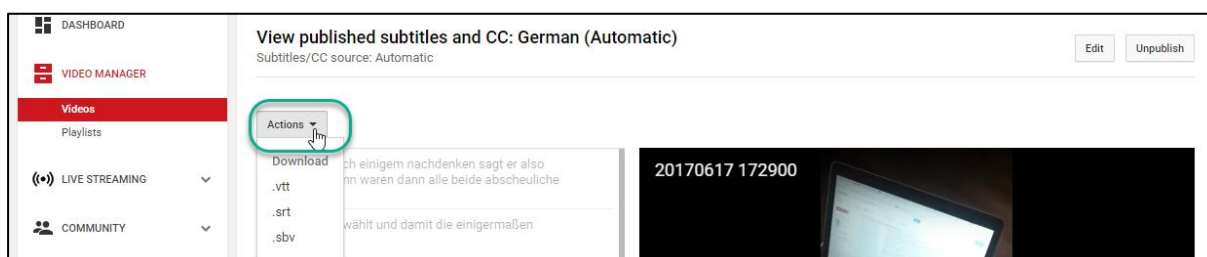 DASHBOARD
VIDEO MANAGER
Videos
Playlists
((•)) LIVE STREAMING
COMMUNITY
View published subtitles and CC: German (Automatic)
Subtitles/CC source: Automatic
Edit
Unpublish
Actions
Download
.vtt
.srt
.sbv
ch einigem nachdenken sagt er also
nn waren dann alle beide abscheuliche
wählt und damit die einigermaßen
20170617 172900